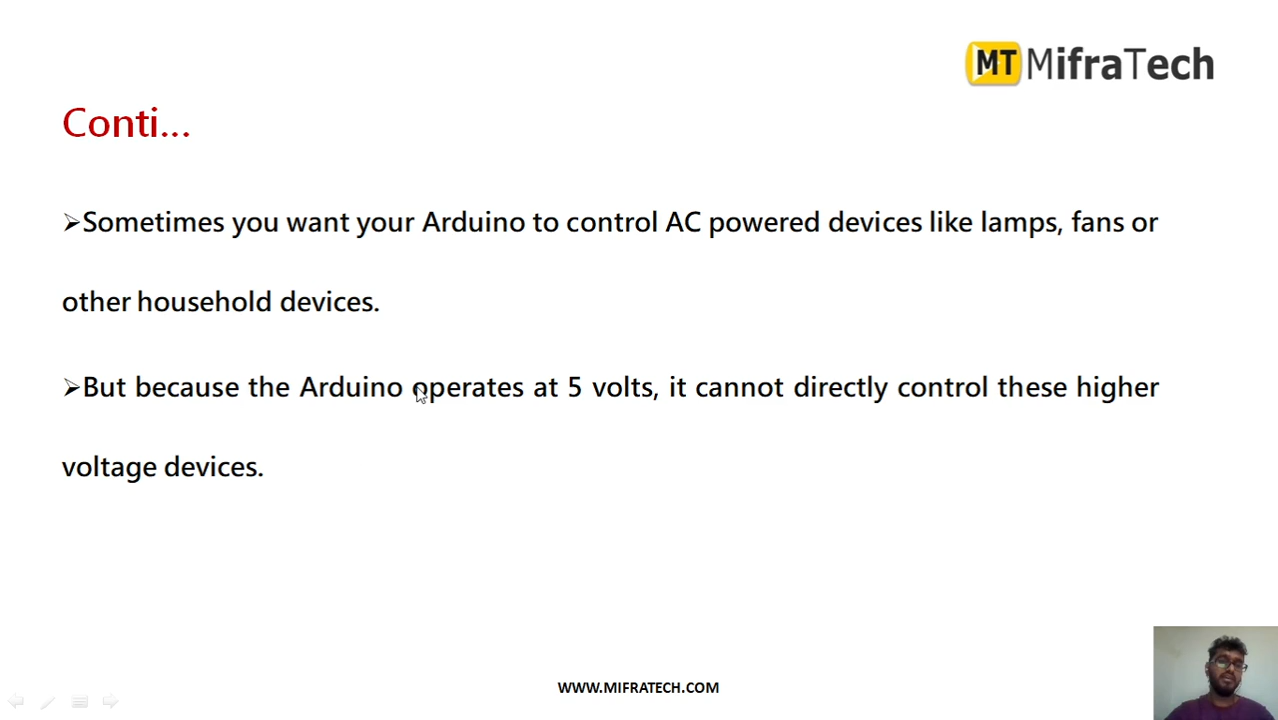 MT MifraTech
Conti...
➢Sometimes you want your Arduino to control AC powered devices like lamps, fans or
other household devices.
➢But because the Arduino operates at 5 volts, it cannot directly control these higher
voltage devices.
WWW.MIFRATECH.COM